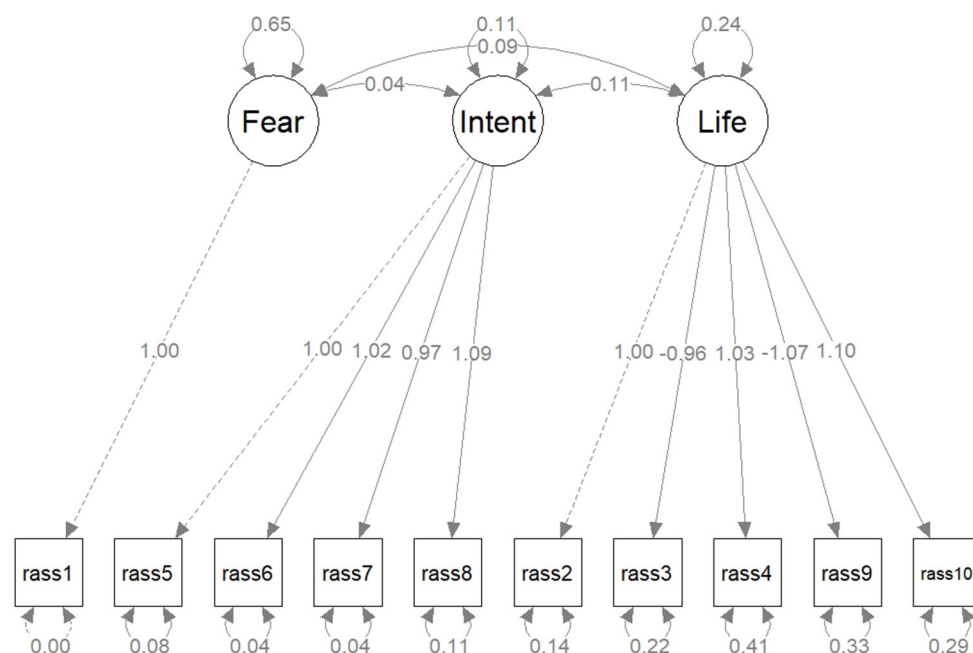 0.65 0.11 0.24
0.09
0.04 0.11
Fear Intent Life
1.00 1.00 1.02 0.97 1.09 1.00 -0.96 1.03 -1.07 1.10
rass1 rass5 rass6 rass7 rass8 rass2 rass3 rass4 rass9 rass10
0.00 0.08 0.04 0.04 0.11 0.14 0.22 0.41 0.33 0.29